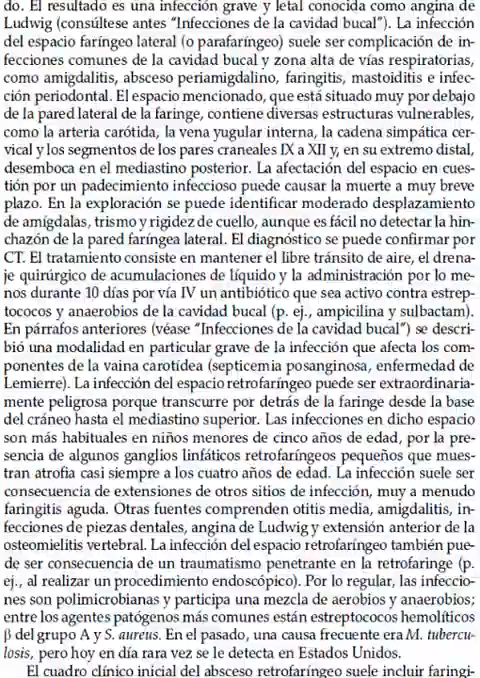 do. El resultado es una infección grave y letal conocida como angina de
Ludwig (consúltese antes “Infecciones de la cavidad bucal”). La infección
del espacio faríngeo lateral (o parafaríngeo) suele ser complicación de in-
fecciones comunes de la cavidad bucal y zona alta de vías respiratorias,
como amigdalitis, absceso periamigdalino, faringitis, mastoiditis e infec-
ción periodontal. El espacio mencionado, que está situado muy por debajo
de la pared lateral de la faringe, contiene diversas estructuras vulnerables,
como la arteria carótida, la vena yugular interna, la cadena simpática cer-
vical y los segmentos de los pares craneales IX a XII y, en su extremo distal,
desemboca en el mediastino posterior. La afectación del espacio en cues-
tión por un padecimiento infeccioso puede causar la muerte a muy breve
plazo. En la exploración se puede identificar moderado desplazamiento
de amígdalas, trismo y rigidez de cuello, aunque es fácil no detectar la hin-
chazón de la pared faríngea lateral. El diagnóstico se puede confirmar por
CT. El tratamiento consiste en mantener el libre tránsito de aire, el drena-
je quirúrgico de acumulaciones de líquido y la administración por lo me-
nos durante 10 días por vía IV un antibiótico que sea activo contra estrep-
tococos y anaerobios de la cavidad bucal (p. ej., ampicilina y sulbactam).
En párrafos anteriores (véase “Infecciones de la cavidad bucal”) se descri-
bió una modalidad en particular grave de la infección que afecta los com-
ponentes de la vaina carotídea (septicemia posanginosa, enfermedad de
Lemierre). La infección del espacio retrofaríngeo puede ser extraordinaria-
mente peligrosa porque transcurre por detrás de la faringe desde la base
del cráneo hasta el mediastino superior. Las infecciones en dicho espacio
son más habituales en niños menores de cinco años de edad, por la pre-
sencia de algunos ganglios linfáticos retrofaríngeos pequeños que mues-
tran atrofia casi siempre a los cuatro años de edad. La infección suele ser
consecuencia de extensiones de otros sitios de infección, muy a menudo
faringitis aguda. Otras fuentes comprenden otitis media, amigdalitis, in-
fecciones de piezas dentales, angina de Ludwig y extensión anterior de la
osteomielitis vertebral. La infección del espacio retrofaríngeo también pue-
de ser consecuencia de un traumatismo penetrante en la retrofaringe (p.
ej., al realizar un procedimiento endoscópico). Por lo regular, las infeccio-
nes son polimicrobianas y participa una mezcla de aerobios y anaerobios;
entre los agentes patógenos más comunes están estreptococos hemolíticos
β del grupo A y S. aureus. En el pasado, una causa frecuente era M. tubercu-
losis, pero hoy en día rara vez se le detecta en Estados Unidos.
El cuadro clínico inicial del absceso retrofaríngeo suele incluir faringi-